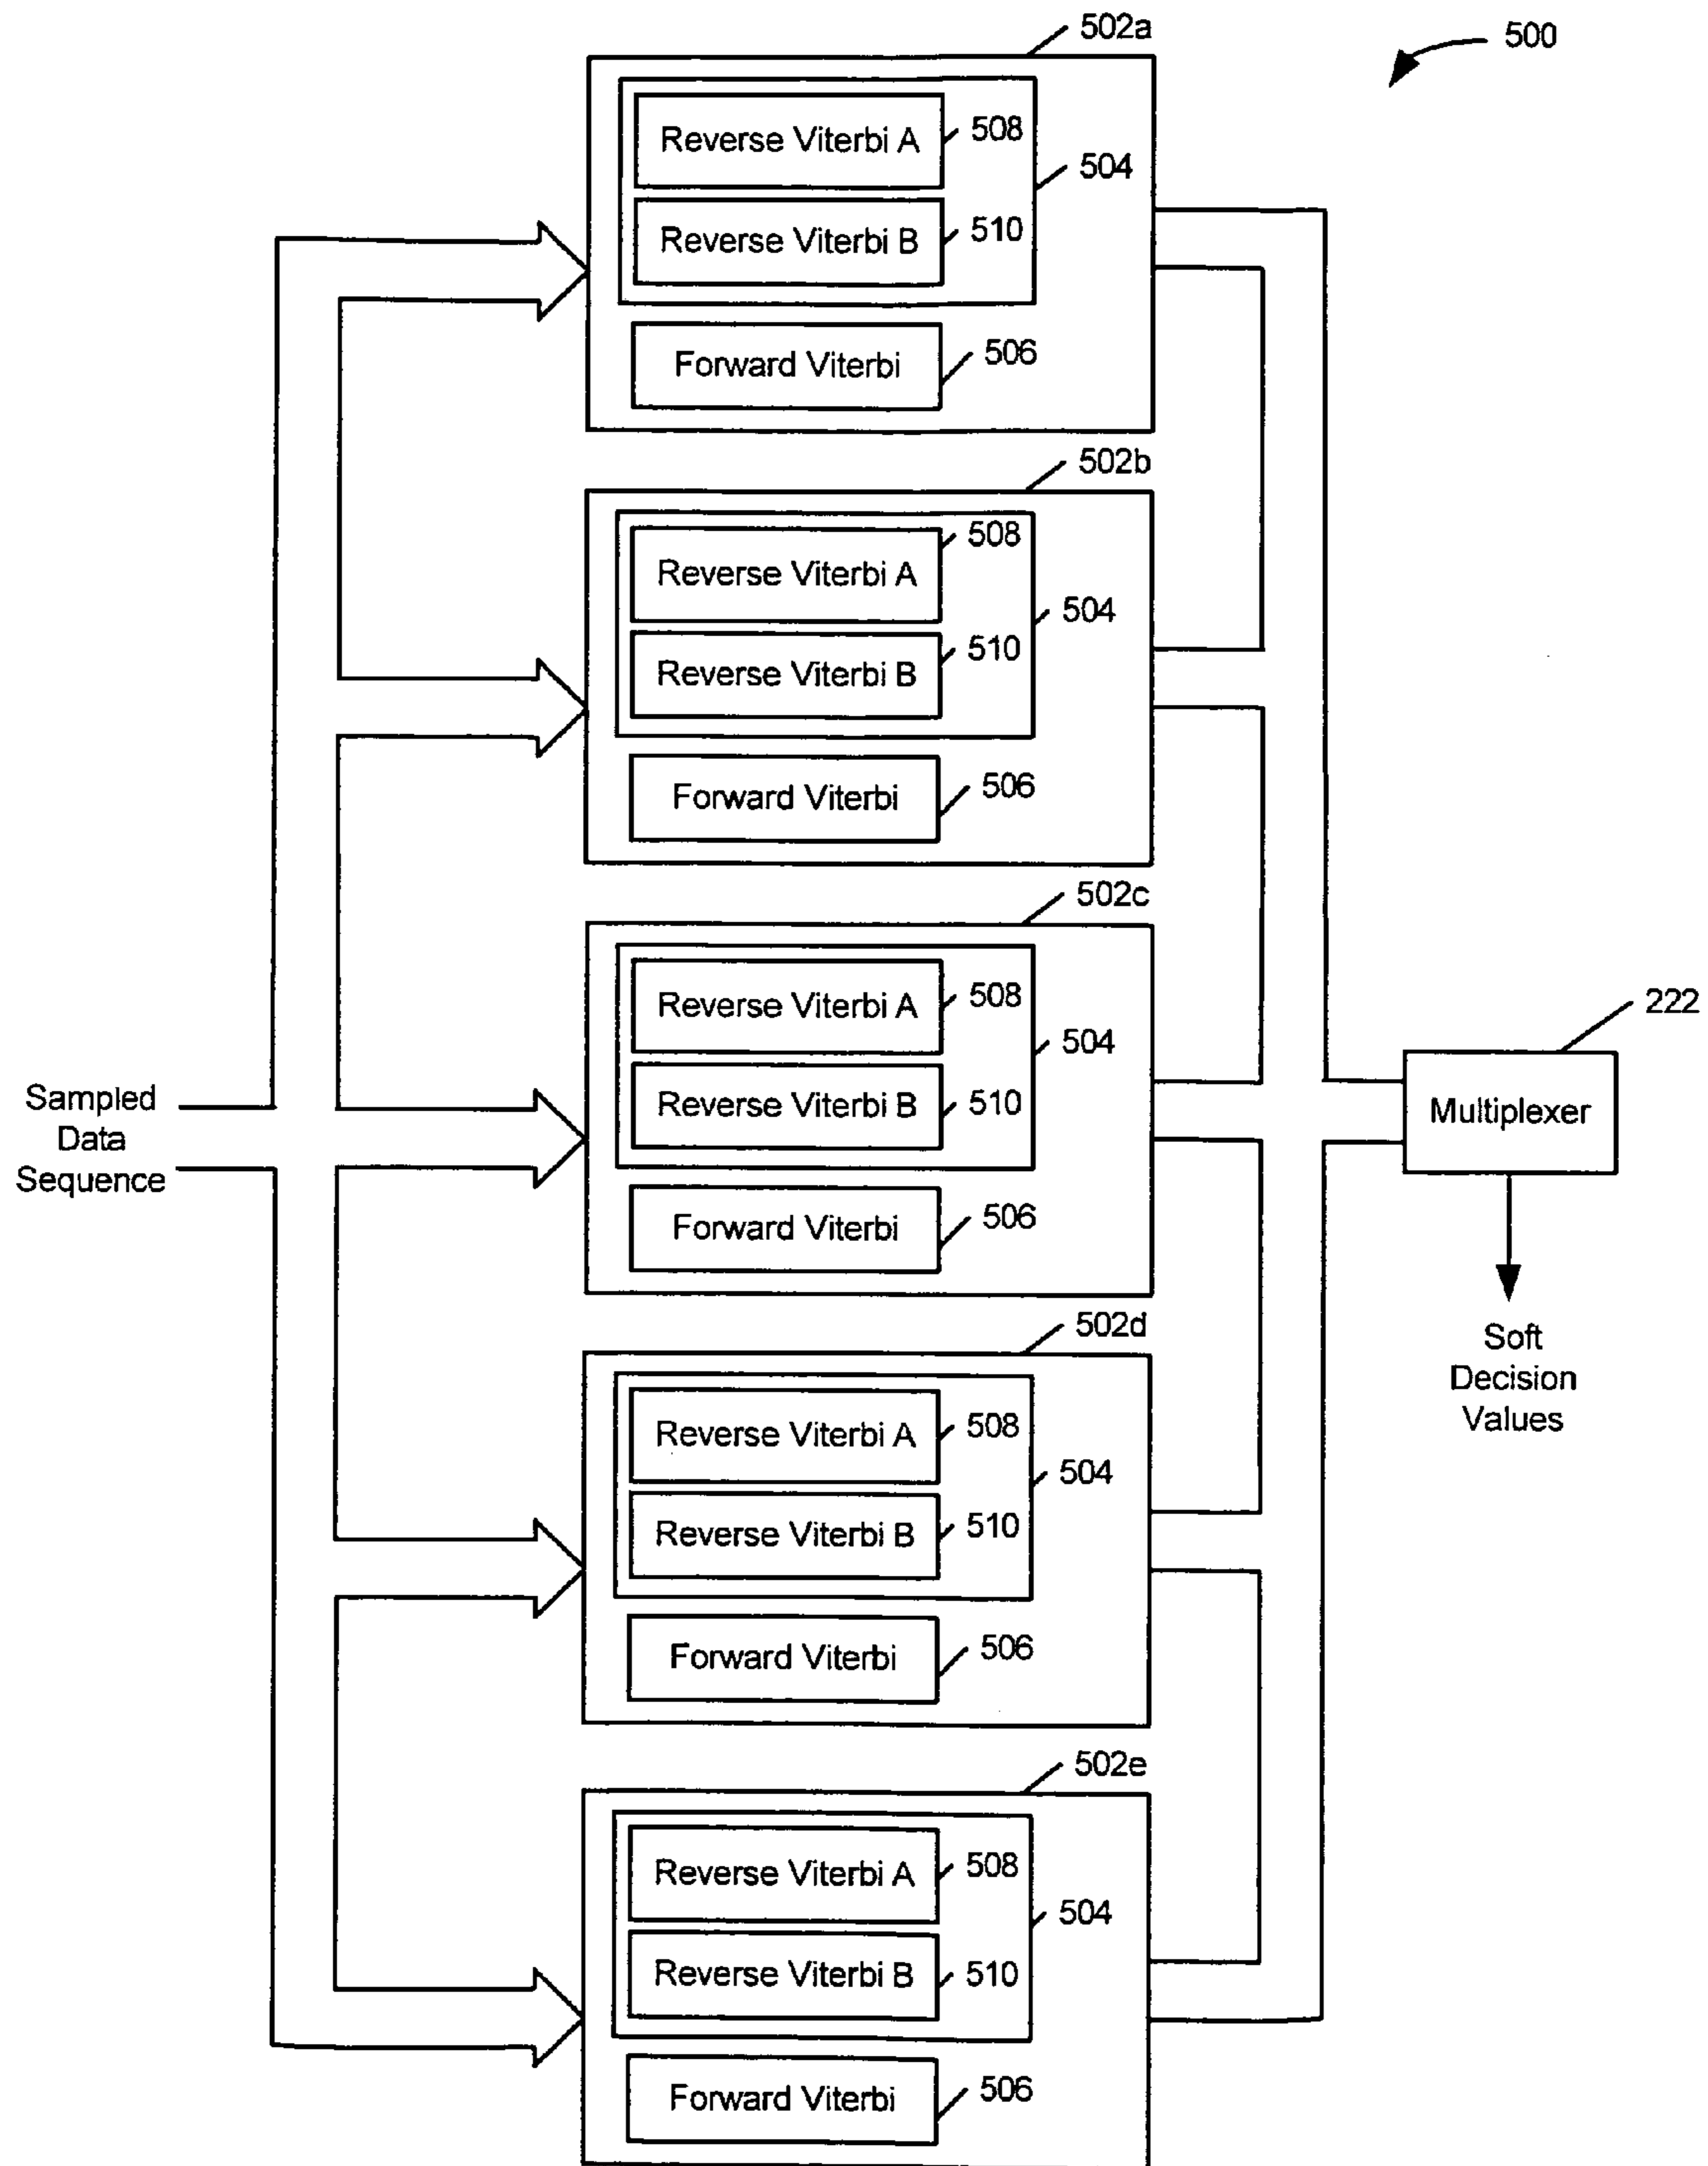 502a
500
Reverse Viterbi A
508
504
Reverse Viterbi B
510
Forward Viterbi
506
502b
Reverse Viterbi A
508
504
Reverse Viterbi B
510
Forward Viterbi
506
502c
Reverse Viterbi A
508
504
Reverse Viterbi B
510
Forward Viterbi
506
Sampled
Data
Sequence
222
Multiplexer
Soft
Decision
Values
502d
Reverse Viterbi A
508
504
Reverse Viterbi B
510
Forward Viterbi
506
502e
Reverse Viterbi A
508
504
Reverse Viterbi B
510
Forward Viterbi
506